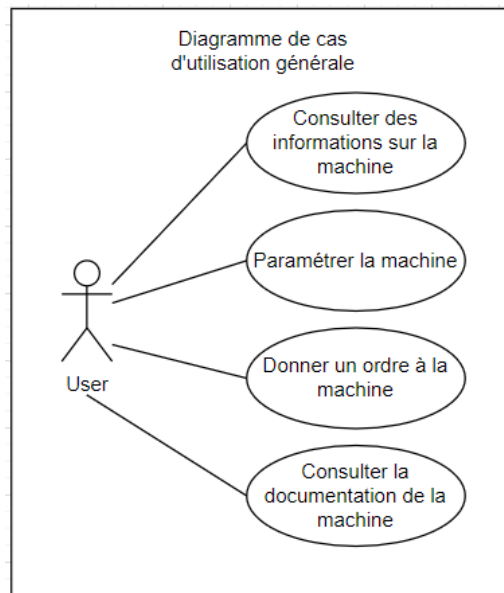 Diagramme de cas
d'utilisation générale
Consulter des
informations sur la
machine
Paramétrer la machine
Donner un ordre à la
machine
User
Consulter la
documentation de la
machine